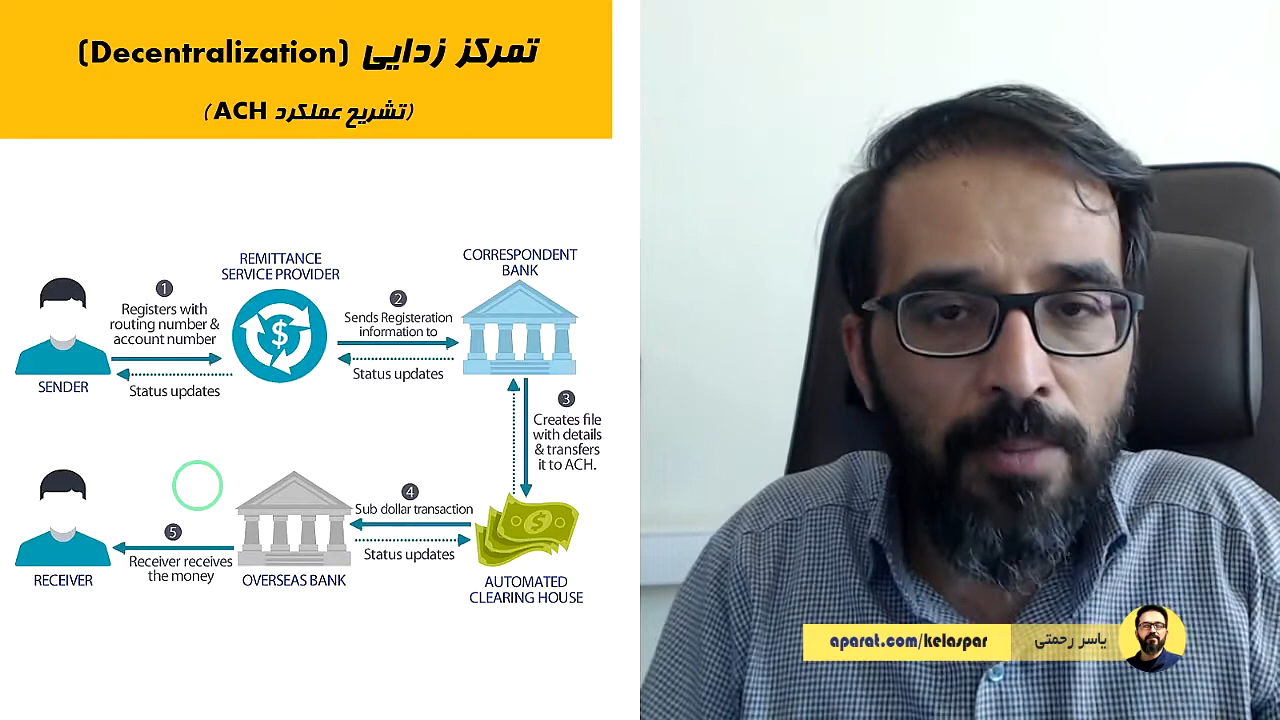 تمرکز زدایی (Decentralization)
(تشریح عملکرد ACH)
REMITTANCE
SERVICE PROVIDER
CORRESPONDENT
BANK
1
Registers with
routing number &
account number
Status updates
SENDER
2
Sends Registeration
information to
Status updates
3
Creates file
with details
& transfers
it to ACH.
4
Sub dollar transaction
Status updates
AUTOMATED
CLEARING HOUSE
OVERSEAS BANK
5
Receiver receives
the money
RECEIVER
aparat.com/kelaspar
یاسر رحمتی